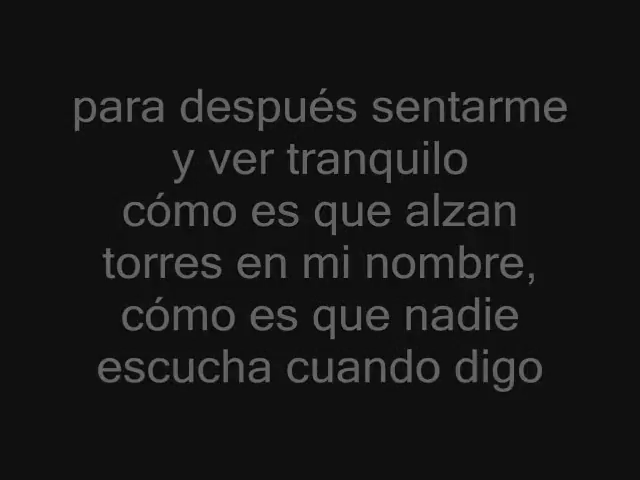 para después sentarme
y ver tranquilo
cómo es que alzan
torres en mi nombre,
cómo es que nadie
escucha cuando digo